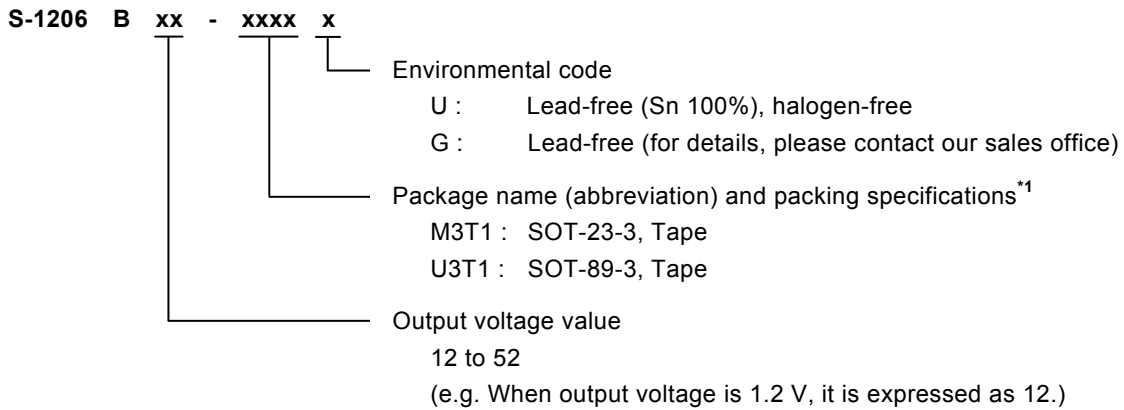 S-1206 B xx - xxxx x
Environmental code
U : Lead-free (Sn 100%), halogen-free
G : Lead-free (for details, please contact our sales office)
Package name (abbreviation) and packing specifications*1
M3T1 : SOT-23-3, Tape
U3T1 : SOT-89-3, Tape
Output voltage value
12 to 52
(e.g. When output voltage is 1.2 V, it is expressed as 12.)